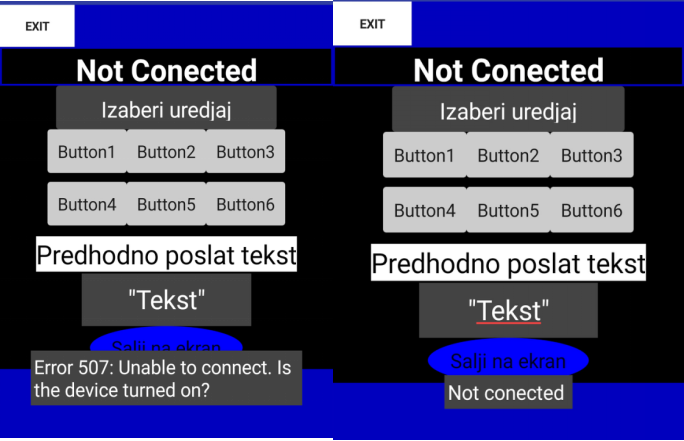 EXIT
Not Conected
Izaberi uredjaj
Button1 Button2 Button3
Button4 Button5 Button6
Predhodno poslat tekst
"Tekst"
Salji na ekran
Error 507: Unable to connect. Is
the device turned on?
EXIT
Not Conected
Izaberi uredjaj
Button1 Button2 Button3
Button4 Button5 Button6
Predhodno poslat tekst
"Tekst"
Salji na ekran
Not conected